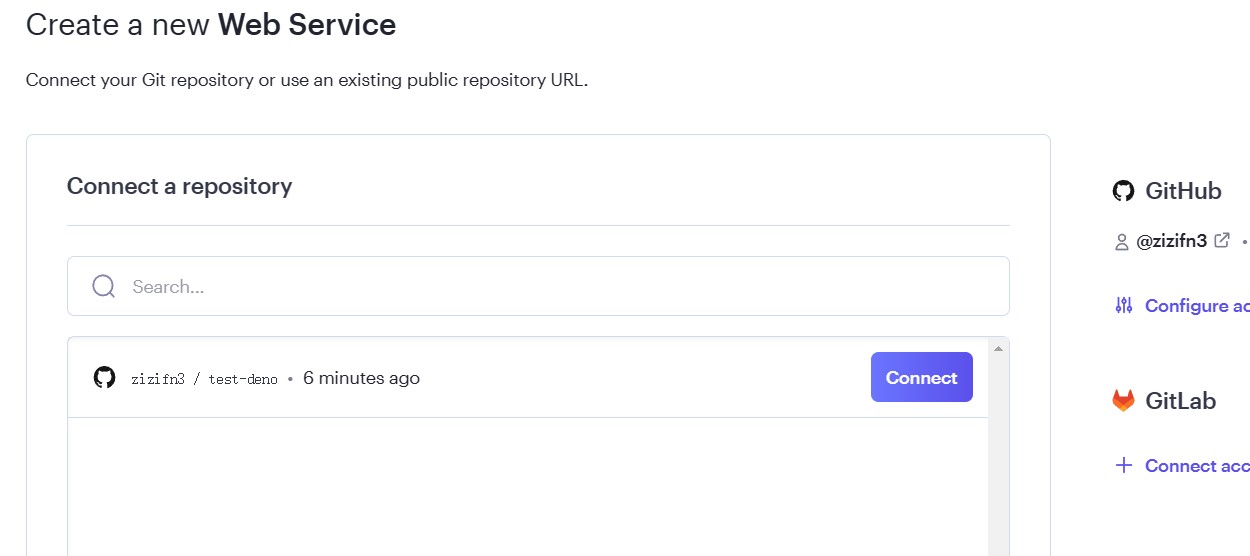 Create a new Web Service
Connect your Git repository or use an existing public repository URL.
Connect a repository
Search...
zizifn3 / test-deno • 6 minutes ago
Connect
GitHub
@zizifn3 •
Configure ac
GitLab
Connect acc